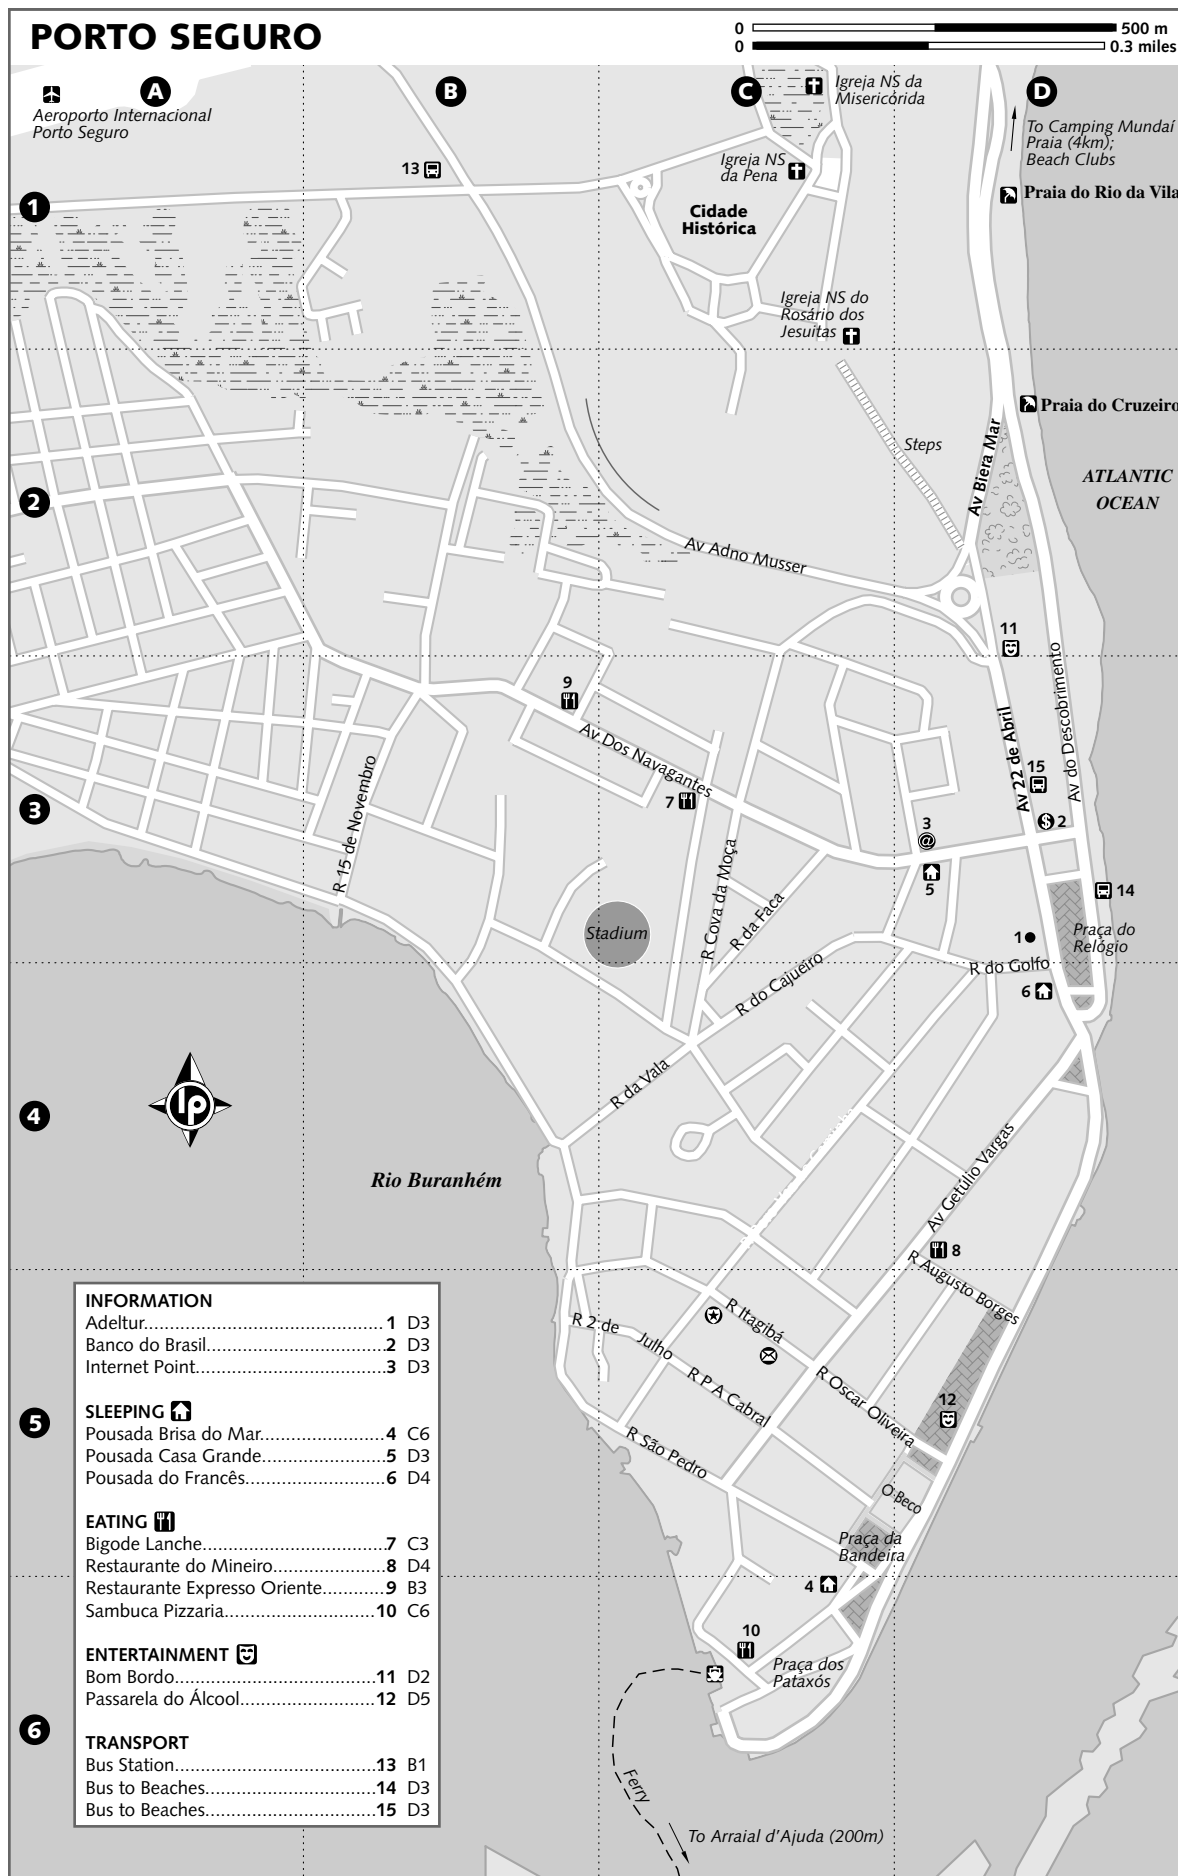 PORTO SEGURO
0 500 m
0 0.3 miles
A
B
C
D
Aeroporto Internacional
Porto Seguro
Igreja NS da
Misericórida
To Camping Mundaí
Praia (4km);
Beach Clubs
13
Igreja NS
da Pena
Praia do Rio da Vila
1
Cidade
Histórica
Igreja NS do
Rosário dos
Jesuítas
Praia do Cruzeiro
Steps
Av Biera Mar
ATLANTIC
OCEAN
2
Av Adno Musser
11
Av do Descobrimento
9
Av Dos Navagantes
Av 22 de Abril
15
7
3
2
3
R 15 de Novembro
5
14
R Cova da Moça
R da Faca
Stadium
1
Praça do
Relógio
R do Golfo
R do Cajueiro
6
R da Vala
4
lp
Av Getúlio Vargas
Rio Buranhém
8
R Augusto Borges
R Itagibá
R 2 de Julho
R P A Cabral
R Oscar Oliveira
12
5
R São Pedro
O Beco
Praça da
Bandeira
4
10
Praça dos
Pataxós
6
Ferry
To Arraial d'Ajuda (200m)
INFORMATION
Adeltur................................................1 D3
Banco do Brasil....................................2 D3
Internet Point......................................3 D3
SLEEPING
Pousada Brisa do Mar.........................4 C6
Pousada Casa Grande.........................5 D3
Pousada do Francês............................6 D4
EATING
Bigode Lanche.....................................7 C3
Restaurante do Mineiro.......................8 D4
Restaurante Expresso Oriente.............9 B3
Sambuca Pizzaria..............................10 C6
ENTERTAINMENT
Bom Bordo........................................11 D2
Passarela do Álcool...........................12 D5
TRANSPORT
Bus Station........................................13 B1
Bus to Beaches..................................14 D3
Bus to Beaches..................................15 D3